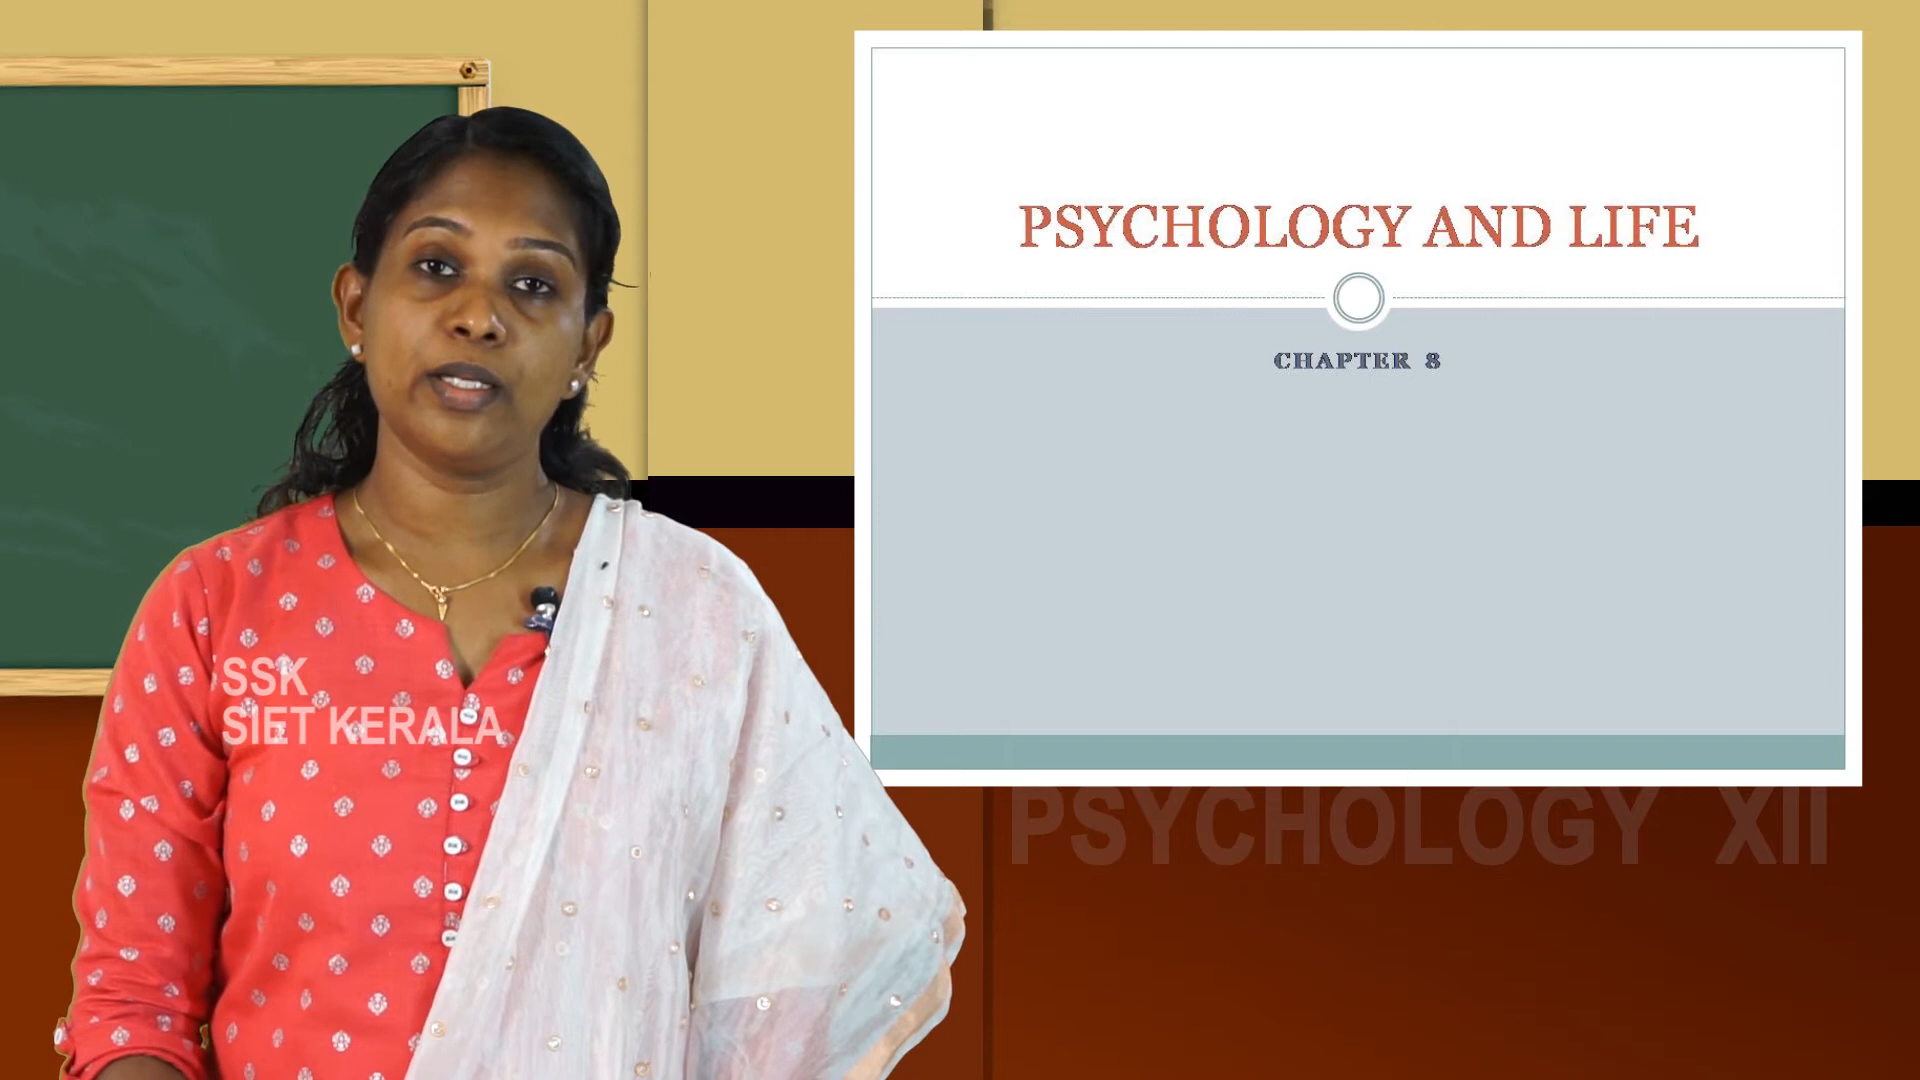 PSYCHOLOGY AND LIFE
CHAPTER 8
SSK
SIET KERALA
PSYCHOLOGY XII